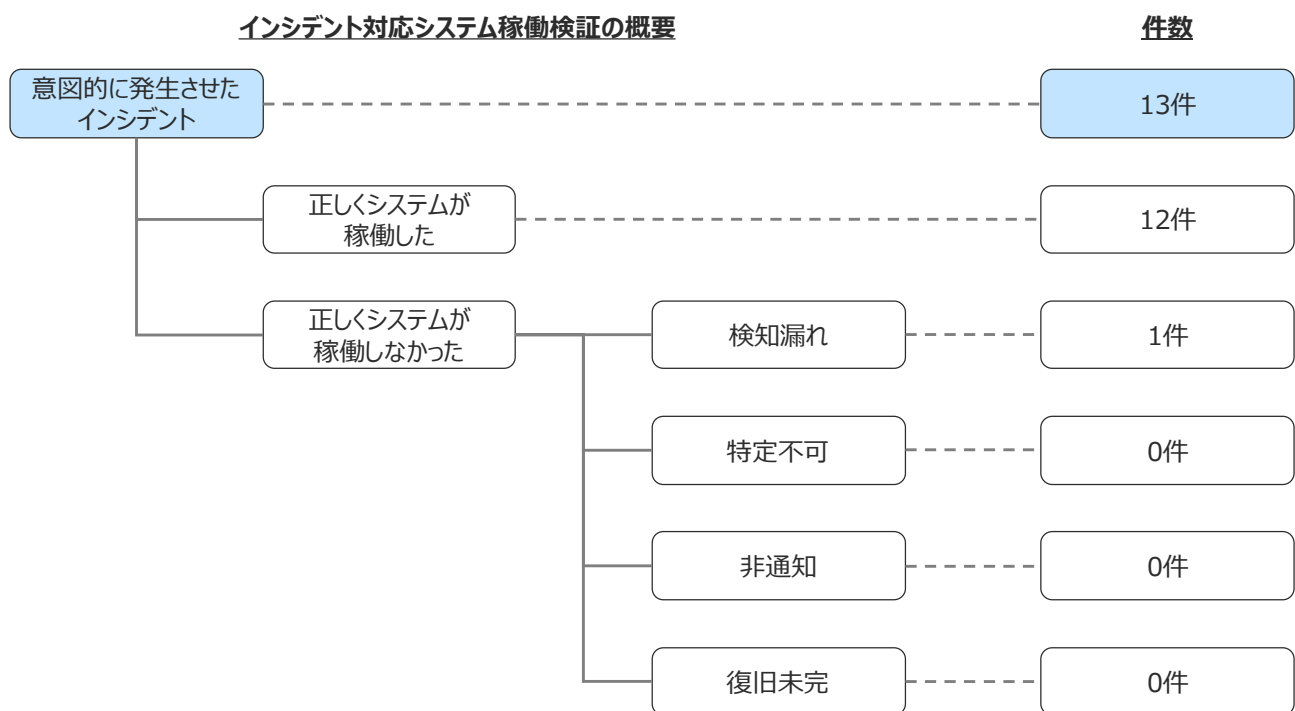 インシデント対応システム稼働検証の概要
件数
意図的に発生させた
インシデント
13件
正しくシステムが
稼働した
12件
正しくシステムが
稼働しなかった
検知漏れ
1件
特定不可
0件
非通知
0件
復旧未完
0件